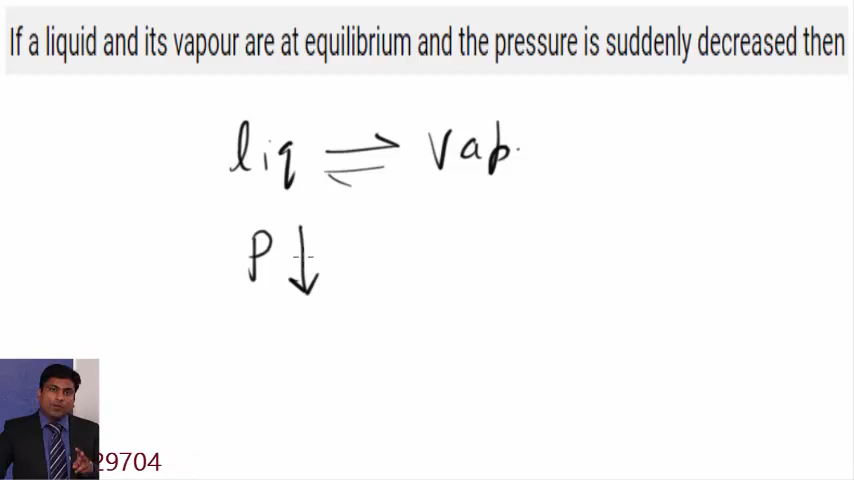 If a liquid and its vapour are at equilibrium and the pressure is suddenly decreased then
liq ⇌ vap.
P ↓
29704